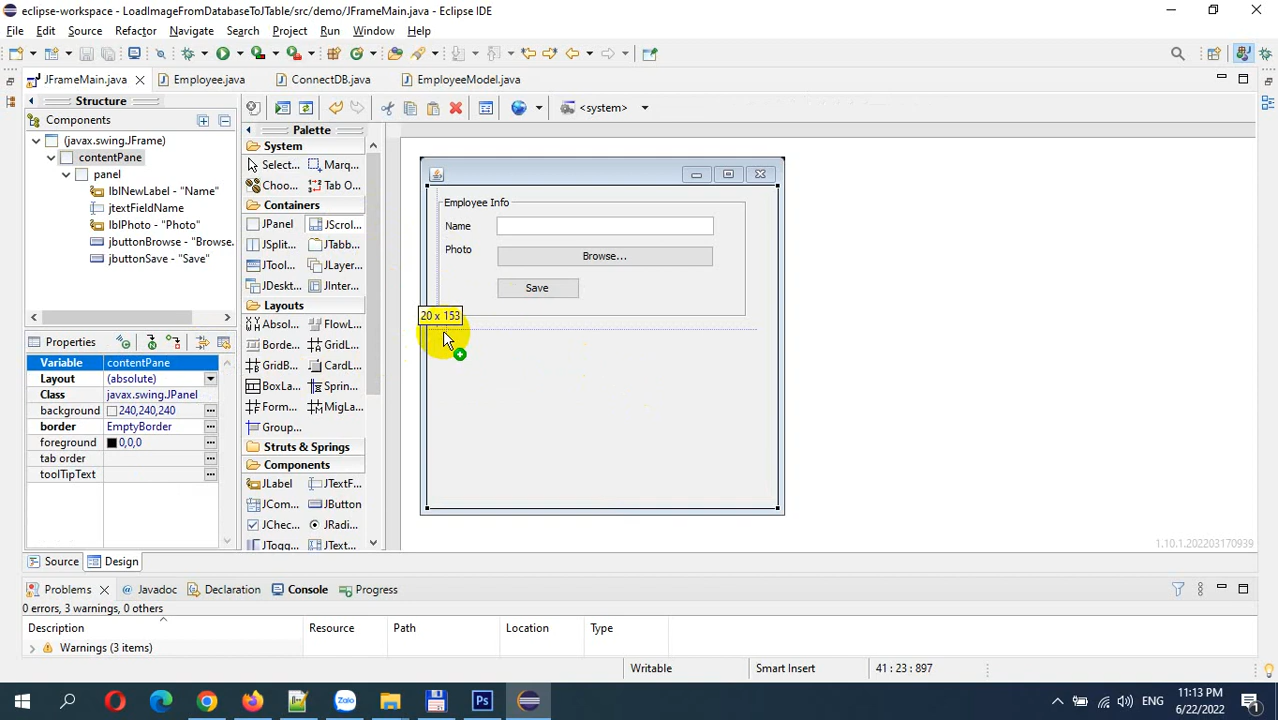 eclipse-workspace - LoadImageFromDatabaseToJTable/src/demo/JFrameMain.java - Eclipse IDE
File Edit Source Refactor Navigate Search Project Run Window Help
JFrameMain.java Employee.java ConnectDB.java EmployeeModel.java
Structure
Components
(javax.swing.JFrame)
contentPane
panel
lblNewLabel - "Name"
jtextFieldName
lblPhoto - "Photo"
jbuttonBrowse - "Browse.
jbuttonSave - "Save"
Properties
Variable contentPane
Layout (absolute)
Class javax.swing.JPanel
background 240,240,240
border EmptyBorder
foreground 0,0,0
tab order
toolTipText
Source Design
<system>
Palette
System
Select... Marq...
Choo... Tab O...
Containers
JPanel JScrol...
JSplit... JTabb...
JTool... JLayer...
JDeskt... JInter...
Layouts
Absol... FlowL...
Borde... GridL...
GridB... CardL...
BoxLa... Sprin...
Form... MigLa...
Group...
Struts & Springs
Components
JLabel JTextF...
JCom... JButton
JChec... JRadi...
JTogg... JText...
Employee Info
Name
Photo Browse...
Save
20 x 153
1.10.1.202203170939
Problems Javadoc Declaration Console Progress
0 errors, 3 warnings, 0 others
Description Resource Path Location Type
Warnings (3 items)
Writable Smart Insert 41 : 23 : 897
Zalo Ps ENG 11:13 PM
6/22/2022 1